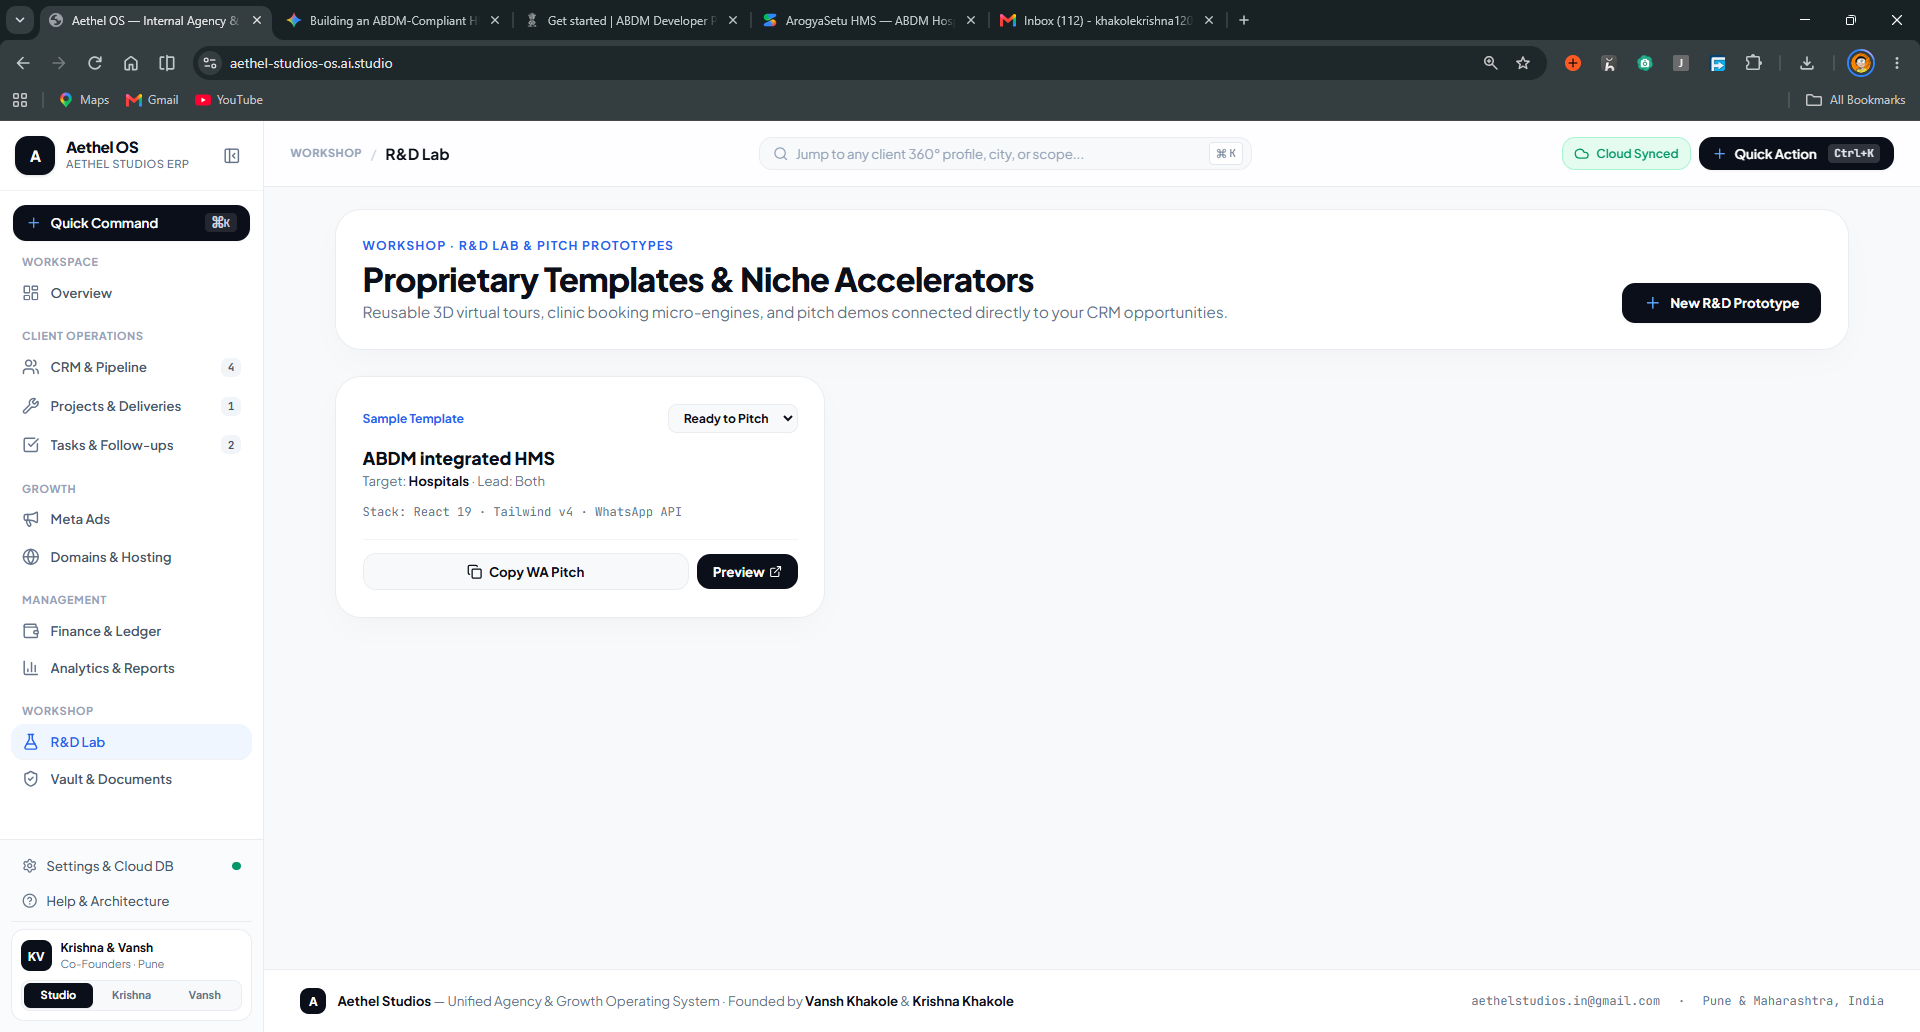 Aethel OS — Internal Agency &
Building an ABDM-Compliant H
Get started | ABDM Developer P
ArogyaSetu HMS — ABDM Hos
Inbox (112) - khakolekrishna120
aethel-studios-os.ai.studio
Maps
Gmail
YouTube
All Bookmarks
A
Aethel OS
AETHEL STUDIOS ERP
WORKSHOP / R&D Lab
Jump to any client 360° profile, city, or scope...
⌘ K
Cloud Synced
+ Quick Action Ctrl+K
+ Quick Command ⌘K
WORKSPACE
Overview
CLIENT OPERATIONS
CRM & Pipeline 4
Projects & Deliveries 1
Tasks & Follow-ups 2
GROWTH
Meta Ads
Domains & Hosting
MANAGEMENT
Finance & Ledger
Analytics & Reports
WORKSHOP
R&D Lab
Vault & Documents
Settings & Cloud DB
Help & Architecture
KV
Krishna & Vansh
Co-Founders · Pune
Studio Krishna Vansh
WORKSHOP · R&D LAB & PITCH PROTOTYPES
Proprietary Templates & Niche Accelerators
Reusable 3D virtual tours, clinic booking micro-engines, and pitch demos connected directly to your CRM opportunities.
+ New R&D Prototype
Sample Template
Ready to Pitch
ABDM integrated HMS
Target: Hospitals · Lead: Both
Stack: React 19 · Tailwind v4 · WhatsApp API
Copy WA Pitch
Preview
A
Aethel Studios — Unified Agency & Growth Operating System · Founded by Vansh Khakole & Krishna Khakole
aethelstudios.in@gmail.com · Pune & Maharashtra, India